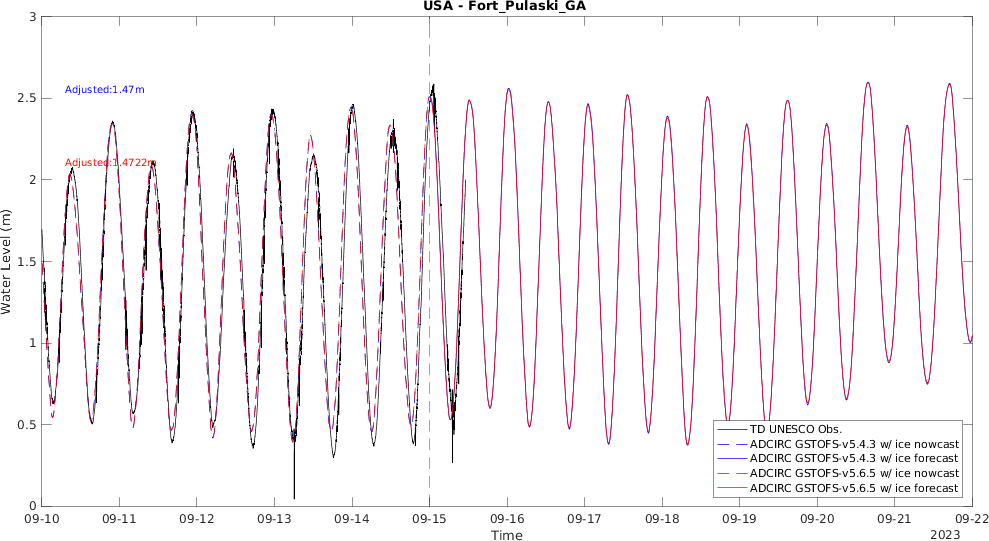 USA - Fort_Pulaski_GA
3
2.5
2
1.5
1
0.5
0
Water Level (m)
Adjusted:1.47m
Adjusted:1.4722m
TD UNESCO Obs.
ADCIRC GSTOFS-v5.4.3 w/ ice nowcast
ADCIRC GSTOFS-v5.4.3 w/ ice forecast
ADCIRC GSTOFS-v5.6.5 w/ ice nowcast
ADCIRC GSTOFS-v5.6.5 w/ ice forecast
09-10 09-11 09-12 09-13 09-14 09-15 09-16 09-17 09-18 09-19 09-20 09-21 09-22
Time
2023